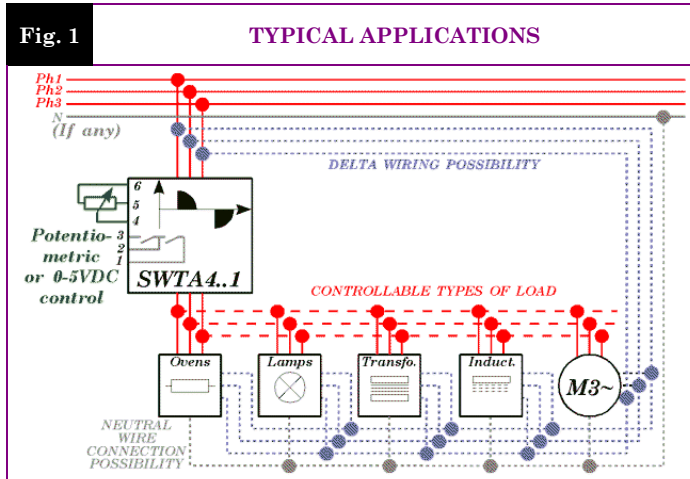 Fig. 1
TYPICAL APPLICATIONS
Ph1
Ph2
Ph3
N
(If any)
DELTA WIRING POSSIBILITY
6
5
4
3
2
1
Potentio-
metric
or 0-5VDC
control
SWTA4..1
CONTROLLABLE TYPES OF LOAD
Ovens
Lamps
Transfo.
Induct.
M3~
NEUTRAL
WIRE
CONNECTION
POSSIBILITY